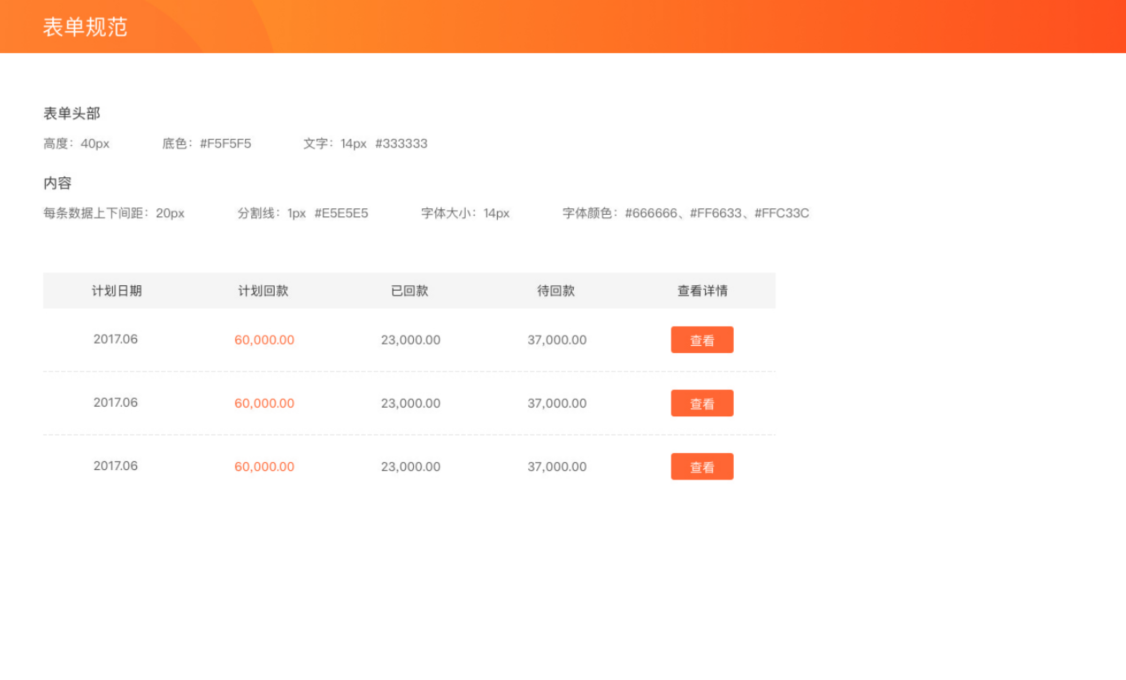 表单规范
表单头部
高度：40px 底色：#F5F5F5 文字：14px #333333
内容
每条数据上下间距：20px 分割线：1px #E5E5E5 字体大小：14px 字体颜色：#666666、#FF6633、#FFC33C
计划日期 计划回款 已回款 待回款 查看详情
2017.06 60,000.00 23,000.00 37,000.00 查看
2017.06 60,000.00 23,000.00 37,000.00 查看
2017.06 60,000.00 23,000.00 37,000.00 查看